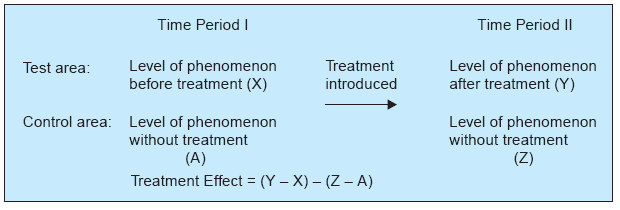 Time Period I Time Period II
Test area: Level of phenomenon before treatment (X) Treatment introduced Level of phenomenon after treatment (Y)
Control area: Level of phenomenon without treatment (A) Level of phenomenon without treatment (Z)
Treatment Effect = (Y – X) – (Z – A)